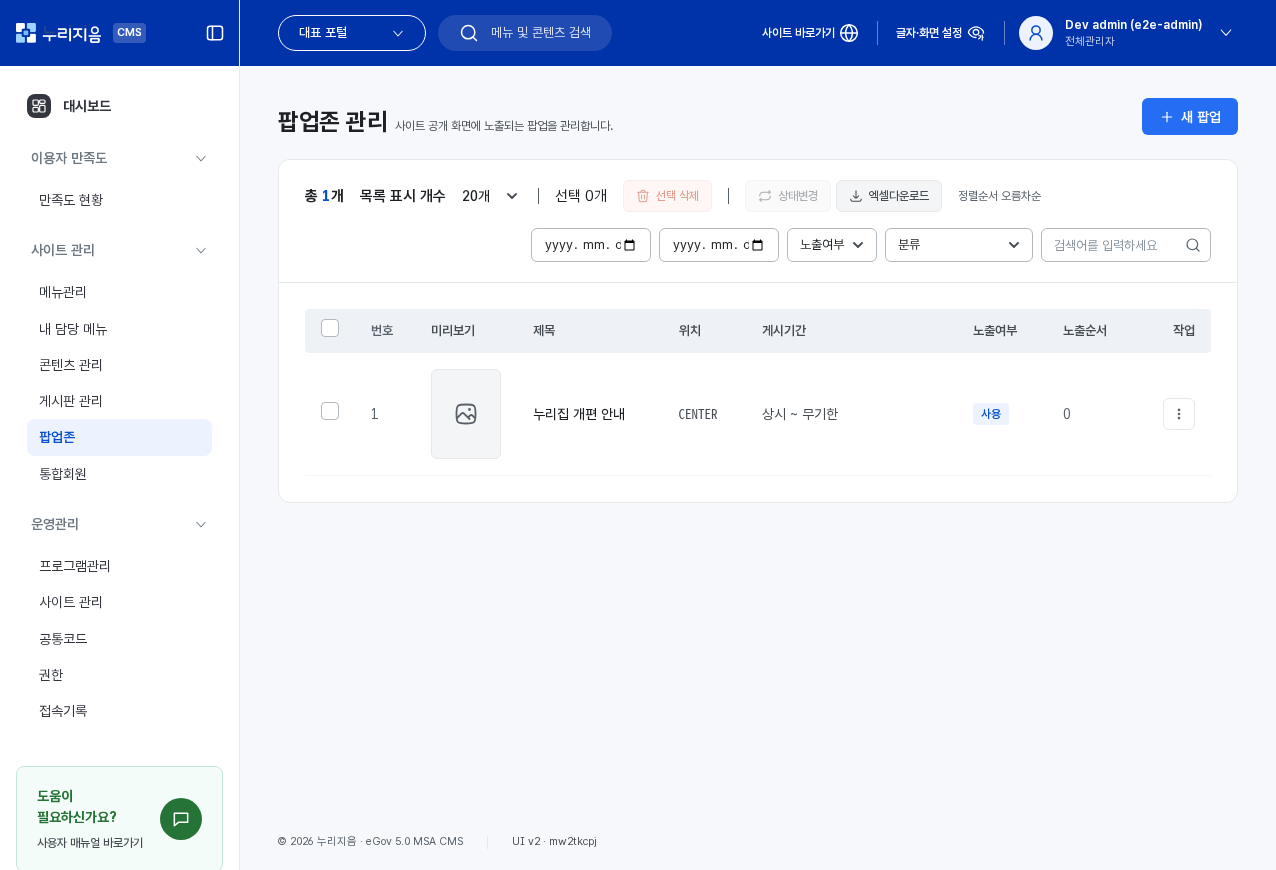 누리지음 CMS
대표 포털
메뉴 및 콘텐츠 검색
사이트 바로가기
글자·화면 설정
Dev admin (e2e-admin)
전체관리자
대시보드
이용자 만족도
만족도 현황
사이트 관리
메뉴관리
내 담당 메뉴
콘텐츠 관리
게시판 관리
팝업존
통합회원
운영관리
프로그램관리
사이트 관리
공통코드
권한
접속기록
도움이
필요하신가요?
사용자 매뉴얼 바로가기
팝업존 관리 사이트 공개 화면에 노출되는 팝업을 관리합니다.
새 팝업
총 1개 목록 표시 개수 20개 선택 0개 선택 삭제 상태변경 엑셀다운로드 정렬순서 오름차순
yyyy. mm. d yyyy. mm. d 노출여부 분류 검색어를 입력하세요
번호 미리보기 제목 위치 게시기간 노출여부 노출순서 작업
1 누리집 개편 안내 CENTER 상시 ~ 무기한 사용 0
© 2026 누리지음 · eGov 5.0 MSA CMS UI v2 · mw2tkcpj